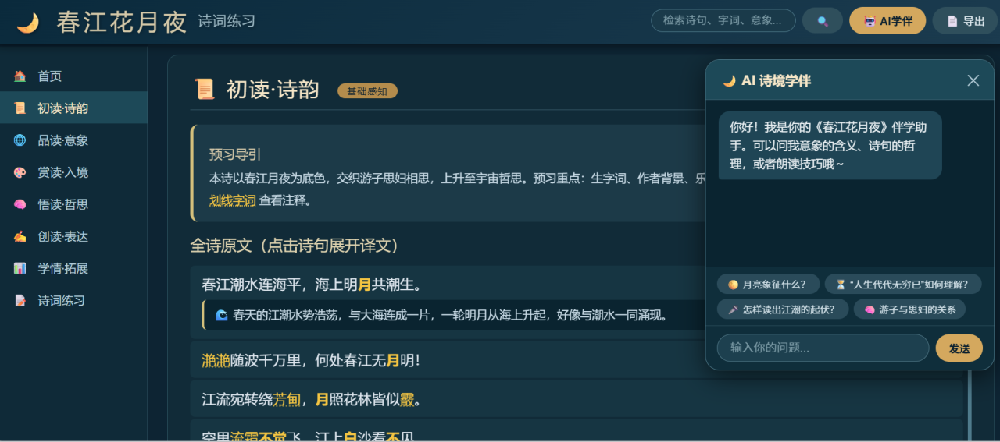 春江花月夜 诗词练习
检索诗句、字词、意象...
AI学伴
导出
首页
初读·诗韵
品读·意象
赏读·入境
悟读·哲思
创读·表达
学情·拓展
诗词练习
初读·诗韵 基础感知
预习导引
本诗以春江月夜为底色，交织游子思妇相思，上升至宇宙哲思。预习重点：生字词、作者背景、乐
划线字词 查看注释。
全诗原文（点击诗句展开译文）
春江潮水连海平，海上明月共潮生。
春天的江潮水势浩荡，与大海连成一片，一轮明月从海上升起，好像与潮水一同涌现。
滟滟随波千万里，何处春江无月明！
江流宛转绕芳甸，月照花林皆似霰。
空里流霜不觉飞，汀上白沙看不见
AI 诗境学伴
你好！我是你的《春江花月夜》伴学助
手。可以问我意象的含义、诗句的哲
理，或者朗读技巧哦～
月亮象征什么？
“人生代代无穷已”如何理解？
怎样读出江潮的起伏？
游子与思妇的关系
输入你的问题...
发送